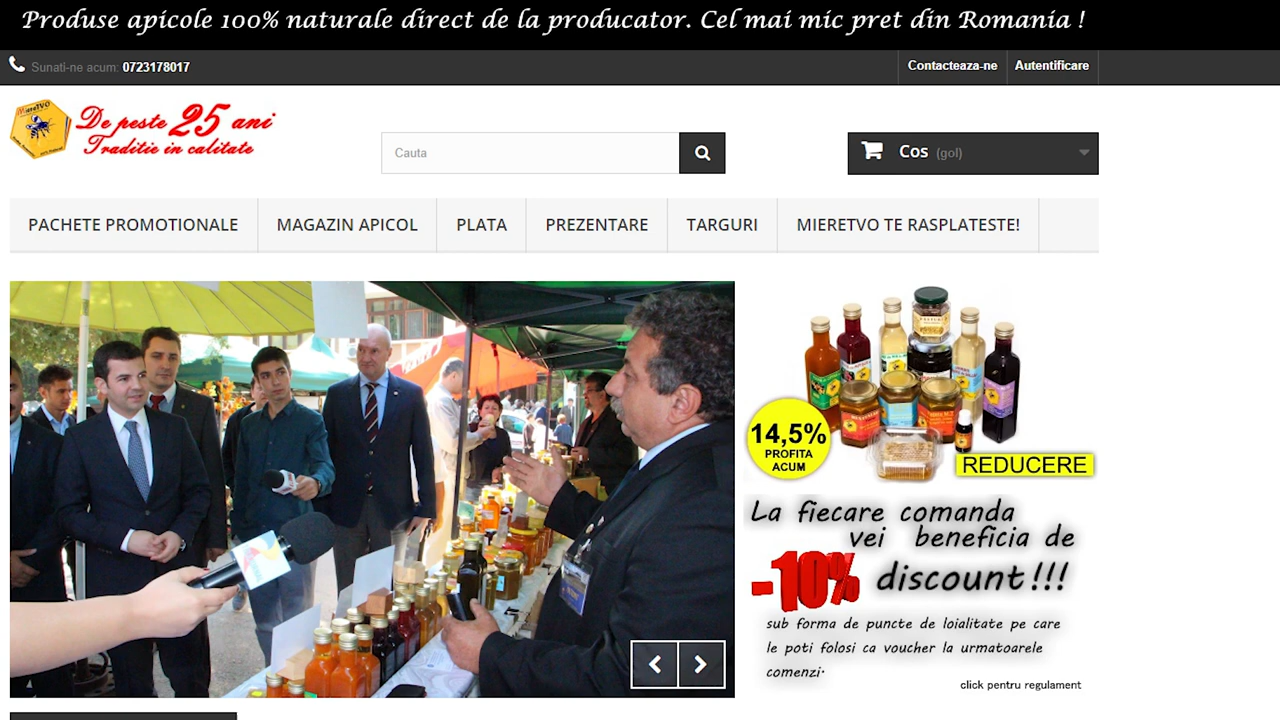 Produse apicole 100% naturale direct de la producator. Cel mai mic pret din Romania !
Sunati-ne acum: 0723178017
Contacteaza-ne
Autentificare
MiereTVO
De peste 25 ani
Traditie in calitate
Cauta
Cos (gol)
PACHETE PROMOTIONALE
MAGAZIN APICOL
PLATA
PREZENTARE
TARGURI
MIERETVO TE RASPLATESTE!
14,5%
PROFITA
ACUM
REDUCERE
La fiecare comanda
vei beneficia de
-10% discount!!!
sub forma de puncte de loialitate pe care
le poti folosi ca voucher la urmatoarele
comenzi.
click pentru regulament